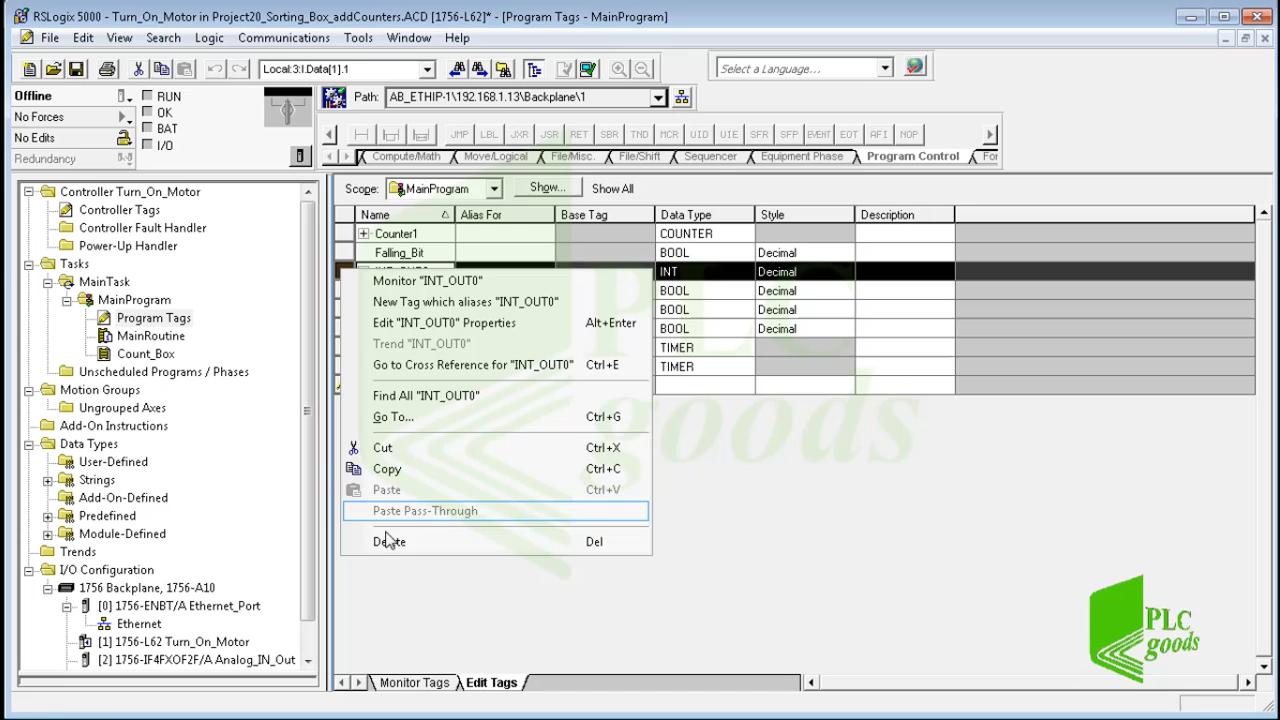 RSLogix 5000 - Turn_On_Motor in Project20_Sorting_Box_addCounters.ACD [1756-L62]* - [Program Tags - MainProgram]
File Edit View Search Logic Communications Tools Window Help
Local:3:I.Data[1].1
Select a Language...
Offline
No Forces
No Edits
Redundancy
RUN
OK
BAT
I/O
Path: AB_ETHIP-1\192.168.1.13\Backplane\1
JMP LBL JXR JSR RET SBR TND MCR UID UIE SFR SFP EVENT EOT AFI NOP
Compute/Math Move/Logical File/Misc. File/Shift Sequencer Equipment Phase Program Control For
Controller Turn_On_Motor
Controller Tags
Controller Fault Handler
Power-Up Handler
Tasks
MainTask
MainProgram
Program Tags
MainRoutine
Count_Box
Unscheduled Programs / Phases
Motion Groups
Ungrouped Axes
Add-On Instructions
Data Types
User-Defined
Strings
Add-On-Defined
Predefined
Module-Defined
Trends
I/O Configuration
1756 Backplane, 1756-A10
[0] 1756-ENBT/A Ethernet_Port
Ethernet
[1] 1756-L62 Turn_On_Motor
[2] 1756-IF4FXOF2F/A Analog_IN_Out
Scope: MainProgram Show... Show All
Name Alias For Base Tag Data Type Style Description
Counter1 COUNTER
Falling_Bit BOOL Decimal
INT Decimal
BOOL Decimal
BOOL Decimal
BOOL Decimal
TIMER
TIMER
Monitor "INT_OUT0"
New Tag which aliases "INT_OUT0"
Edit "INT_OUT0" Properties Alt+Enter
Trend "INT_OUT0"
Go to Cross Reference for "INT_OUT0" Ctrl+E
Find All "INT_OUT0"
Go To... Ctrl+G
Cut Ctrl+X
Copy Ctrl+C
Paste Ctrl+V
Paste Pass-Through
Delete Del
PLC
goods
PLC
goods
Monitor Tags Edit Tags